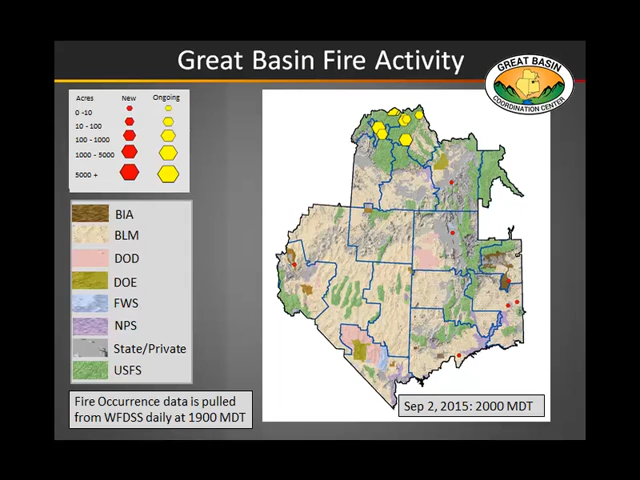 Great Basin Fire Activity
GREAT BASIN
COORDINATION CENTER
Acres New Ongoing
0 -10
10 - 100
100 - 1000
1000 - 5000
5000 +
BIA
BLM
DOD
DOE
FWS
NPS
State/Private
USFS
Fire Occurrence data is pulled
from WFDSS daily at 1900 MDT
Sep 2, 2015: 2000 MDT